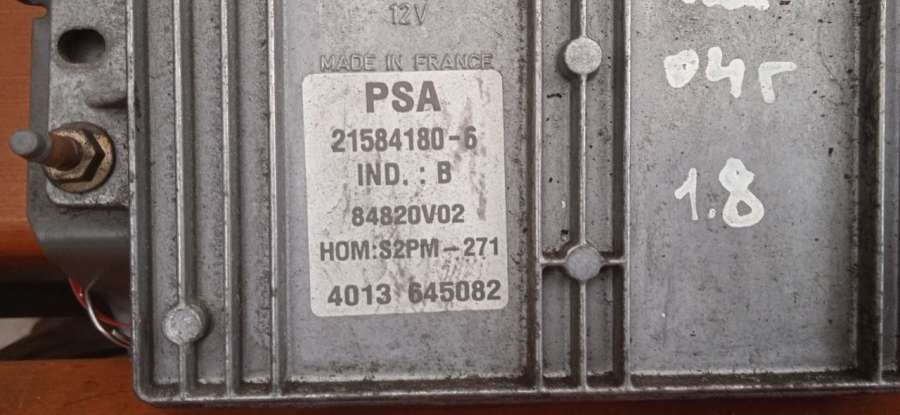 12V
MADE IN FRANCE
PSA
21584180-6
IND. : B
84820V02
HOM:S2PM-271
4013 645082
04г
1.8